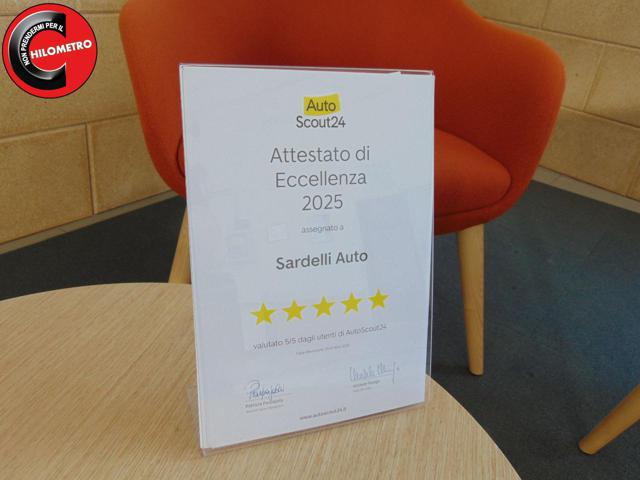 NON PRENDERMI PER IL
CHILOMETRO
Auto
Scout24
Attestato di
Eccellenza
2025
assegnato a
Sardelli Auto
valutato 5/5 dagli utenti di AutoScout24
www.autoscout24.it